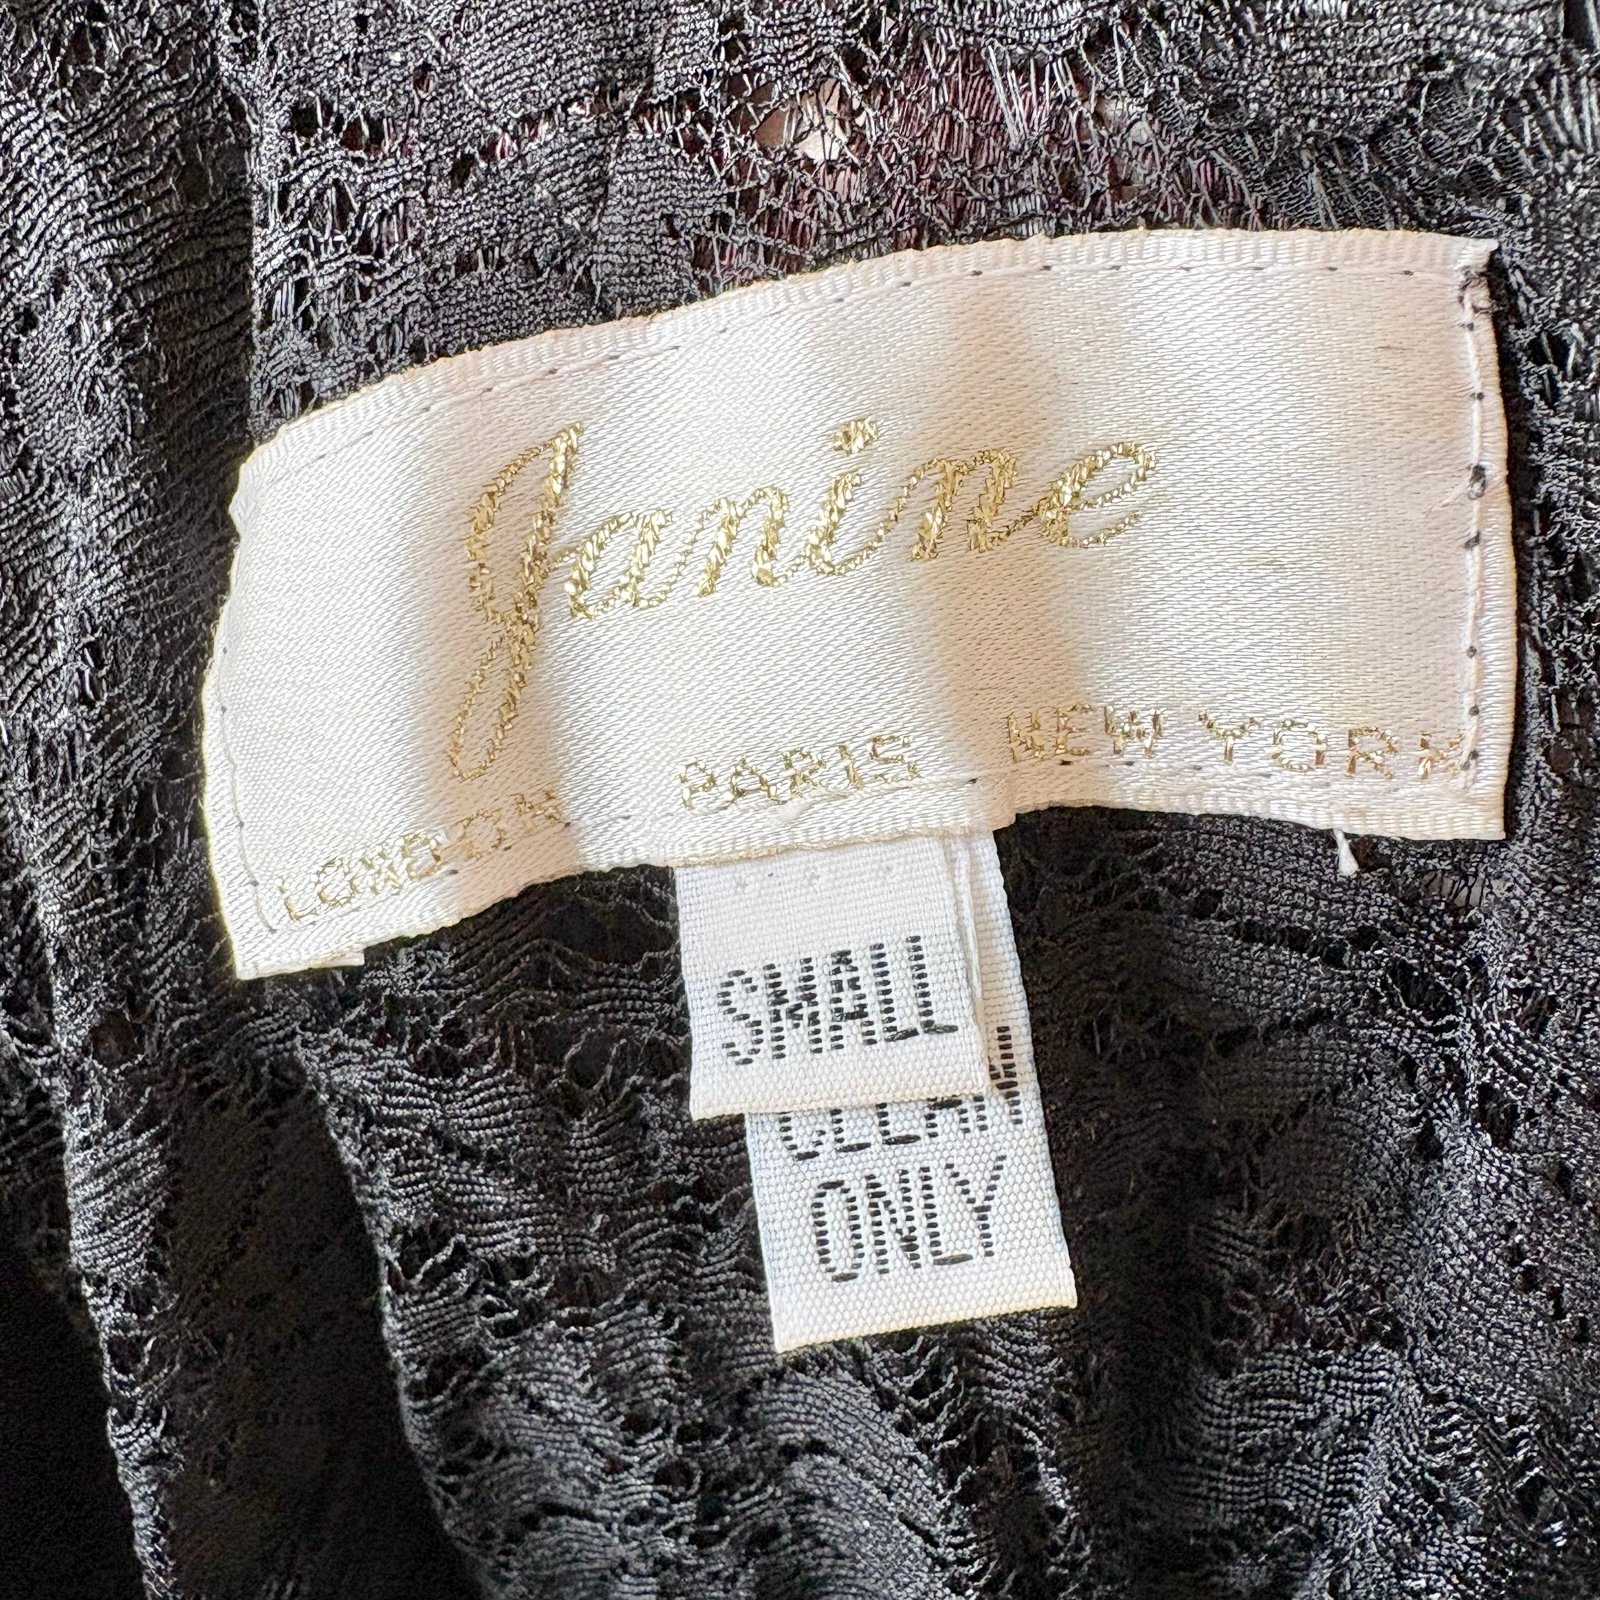 Janine
LONDON PARIS NEW YORK
SMALL
CLEAN
ONLY